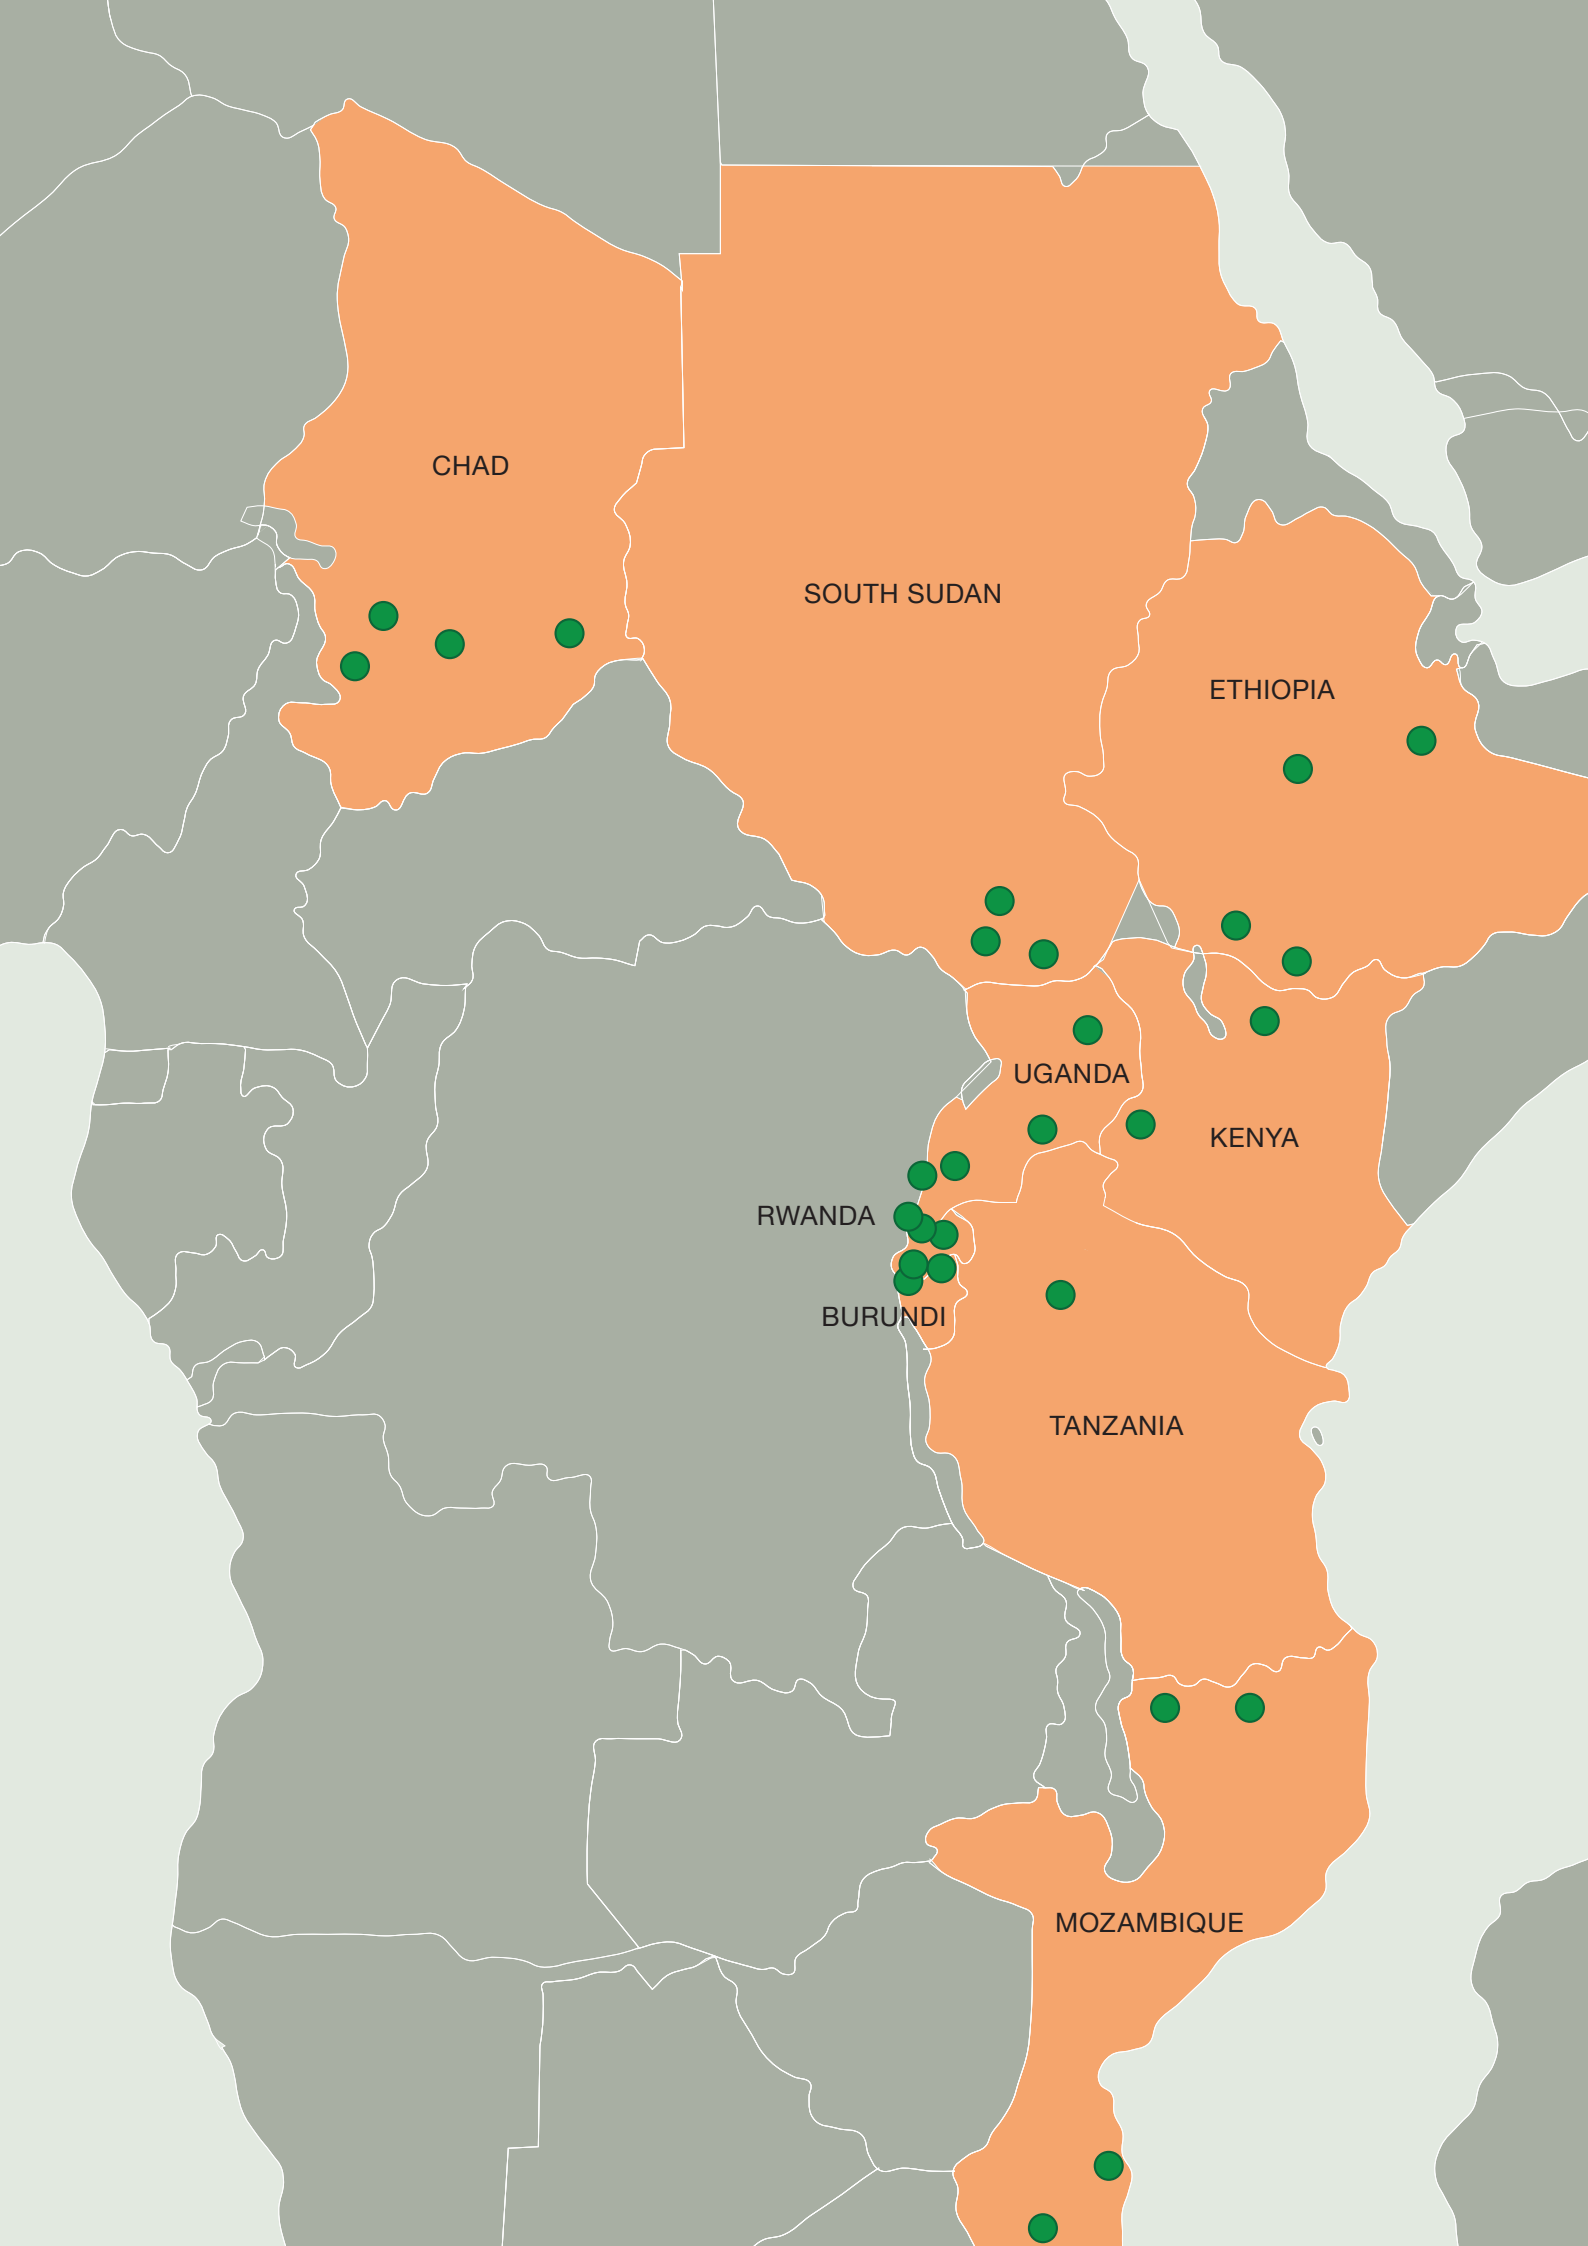 CHAD
SOUTH SUDAN
ETHIOPIA
UGANDA
KENYA
RWANDA
BURUNDI
TANZANIA
MOZAMBIQUE